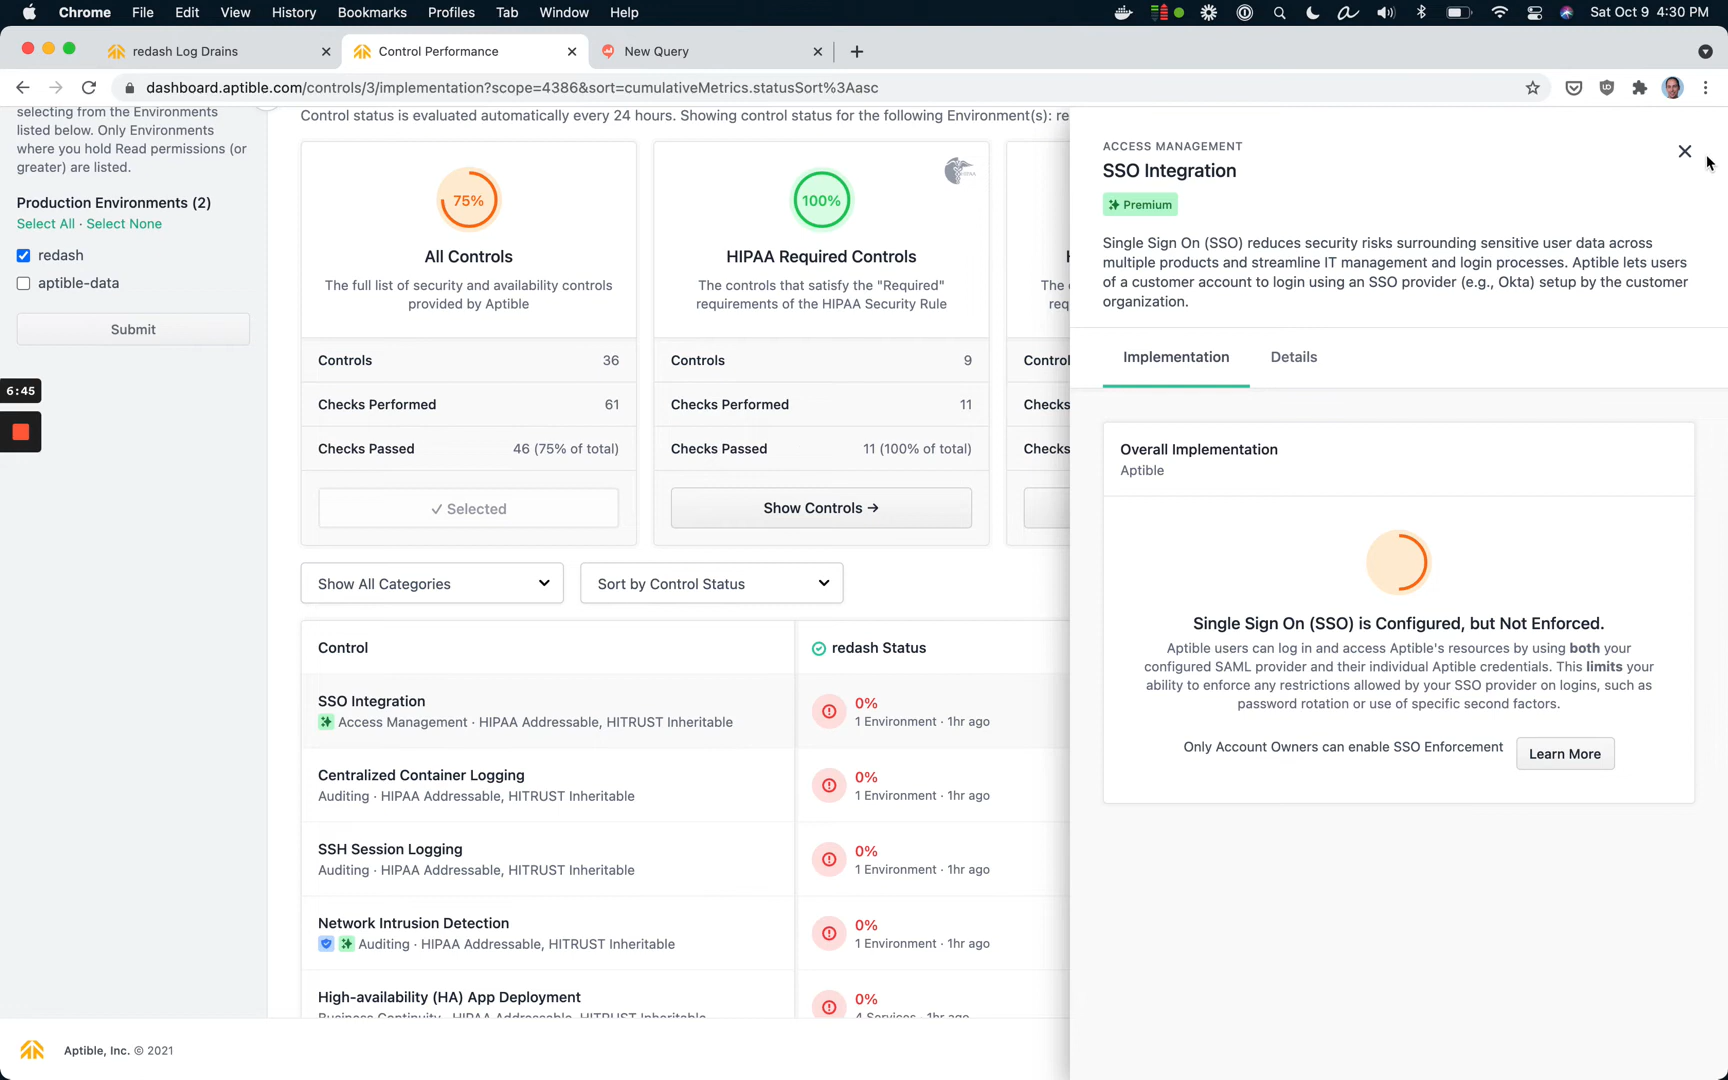 Chrome File Edit View History Bookmarks Profiles Tab Window Help Sat Oct 9 4:30 PM
redash Log Drains Control Performance New Query
dashboard.aptible.com/controls/3/implementation?scope=4386&sort=cumulativeMetrics.statusSort%3Aasc
selecting from the Environments
listed below. Only Environments
where you hold Read permissions (or
greater) are listed.
Production Environments (2)
Select All · Select None
redash
aptible-data
Submit
6:45
Control status is evaluated automatically every 24 hours. Showing control status for the following Environment(s): re
75%
All Controls
The full list of security and availability controls
provided by Aptible
Controls 36
Checks Performed 61
Checks Passed 46 (75% of total)
✓ Selected
100%
HIPAA
HIPAA Required Controls
The controls that satisfy the "Required"
requirements of the HIPAA Security Rule
Controls 9
Checks Performed 11
Checks Passed 11 (100% of total)
Show Controls →
H
The c
req
Contro
Checks
Checks
Show All Categories
Sort by Control Status
Control redash Status
SSO Integration
Access Management · HIPAA Addressable, HITRUST Inheritable
0%
1 Environment · 1hr ago
Centralized Container Logging
Auditing · HIPAA Addressable, HITRUST Inheritable
0%
1 Environment · 1hr ago
SSH Session Logging
Auditing · HIPAA Addressable, HITRUST Inheritable
0%
1 Environment · 1hr ago
Network Intrusion Detection
Auditing · HIPAA Addressable, HITRUST Inheritable
0%
1 Environment · 1hr ago
High-availability (HA) App Deployment
Business Continuity · HIPAA Addressable, HITRUST Inheritable
0%
4 Services · 1hr ago
Aptible, Inc. © 2021
ACCESS MANAGEMENT
SSO Integration
Premium
Single Sign On (SSO) reduces security risks surrounding sensitive user data across
multiple products and streamline IT management and login processes. Aptible lets users
of a customer account to login using an SSO provider (e.g., Okta) setup by the customer
organization.
Implementation Details
Overall Implementation
Aptible
Single Sign On (SSO) is Configured, but Not Enforced.
Aptible users can log in and access Aptible's resources by using both your
configured SAML provider and their individual Aptible credentials. This limits your
ability to enforce any restrictions allowed by your SSO provider on logins, such as
password rotation or use of specific second factors.
Only Account Owners can enable SSO Enforcement
Learn More